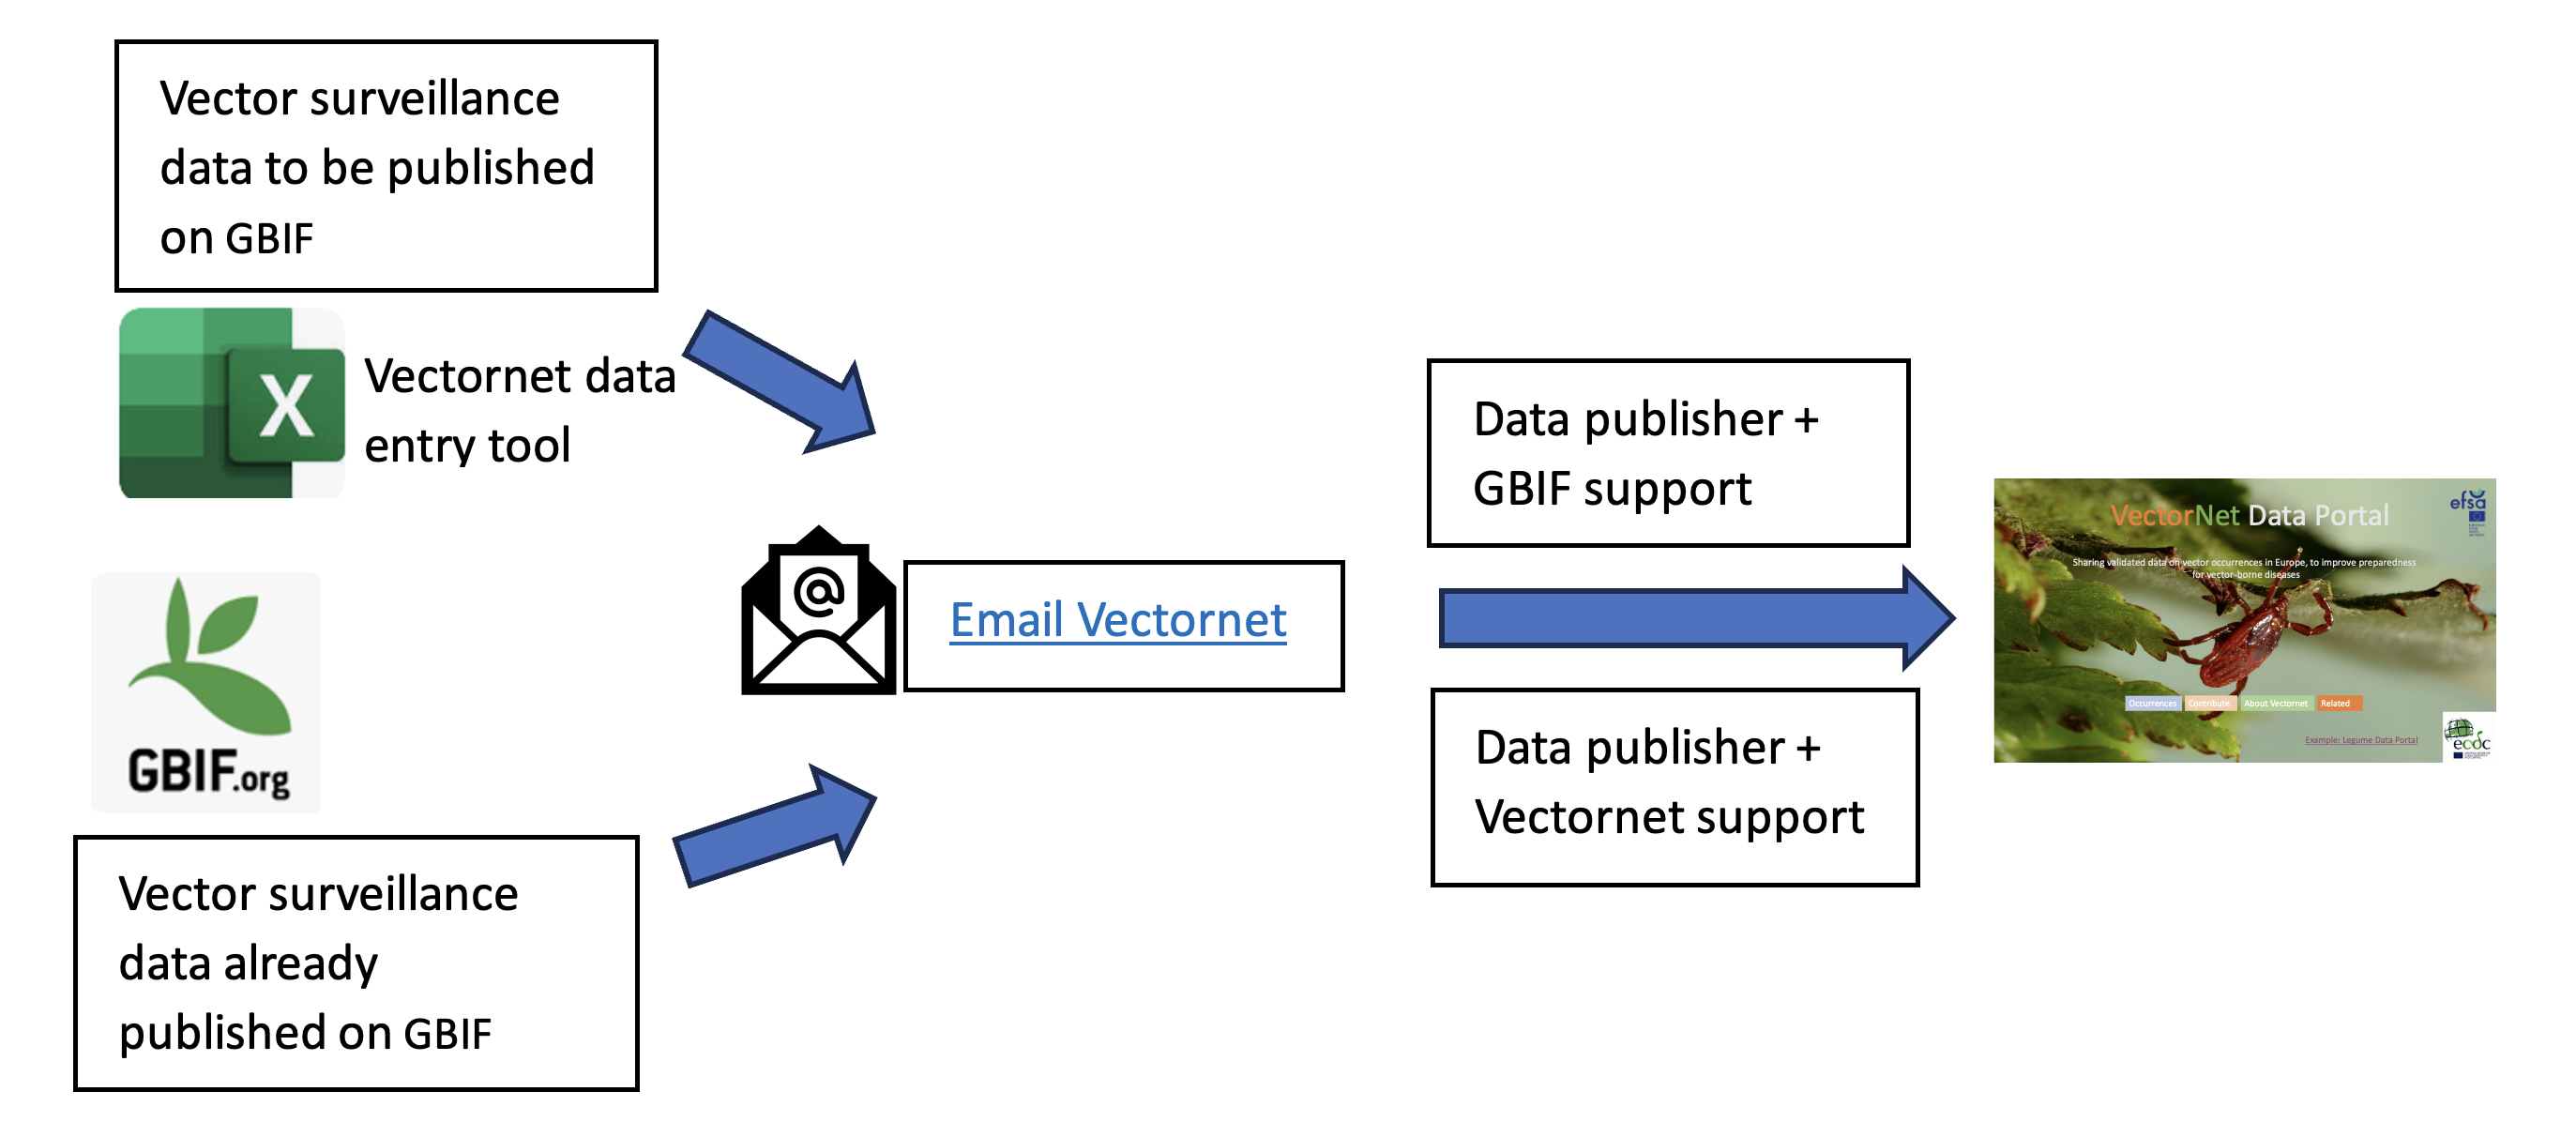 Vector surveillance
data to be published
on GBIF
X
Vectornet data
entry tool
GBIF.org
Vector surveillance
data already
published on GBIF
@
Email Vectornet
Data publisher +
GBIF support
Data publisher +
Vectornet support
VectorNet Data Portal
efsa
Sharing validated data on vector occurrences in Europe, to improve preparedness
for vector-borne diseases
Occurrences
Contribute
About Vectornet
Related
Example: Legume Data Portal
ecdc